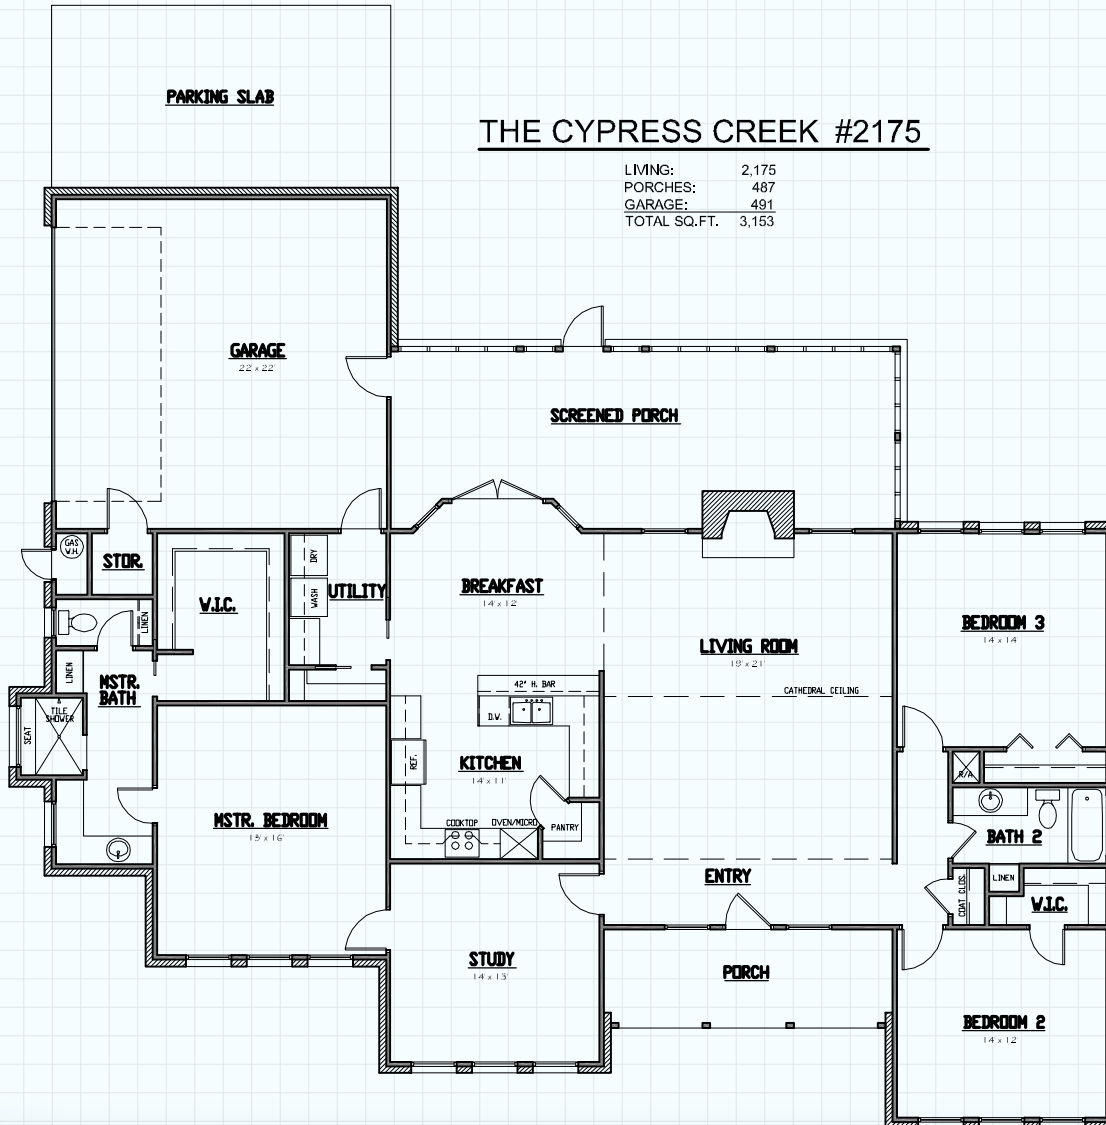 PARKING SLAB
THE CYPRESS CREEK #2175
LIVING: 2,175
PORCHES: 487
GARAGE: 491
TOTAL SQ.FT. 3,153
GARAGE
22' x 22'
SCREENED PORCH
GAS
W.H.
STOR.
W.I.C.
DRY
WASH
UTILITY
BREAKFAST
14' x 12'
LINEN
LINEN
MSTR.
BATH
TILE
SHOWER
SEAT
LIVING ROOM
19' x 21'
CATHEDRAL CEILING
BEDROOM 3
14' x 14'
42" H. BAR
D.W.
REF.
KITCHEN
14' x 11'
COOKTOP
OVEN/MICRO
PANTRY
MSTR. BEDROOM
R/A
BATH 2
LINEN
COAT CLOS.
W.I.C.
ENTRY
STUDY
14' x 13'
PORCH
BEDROOM 2
14' x 12'